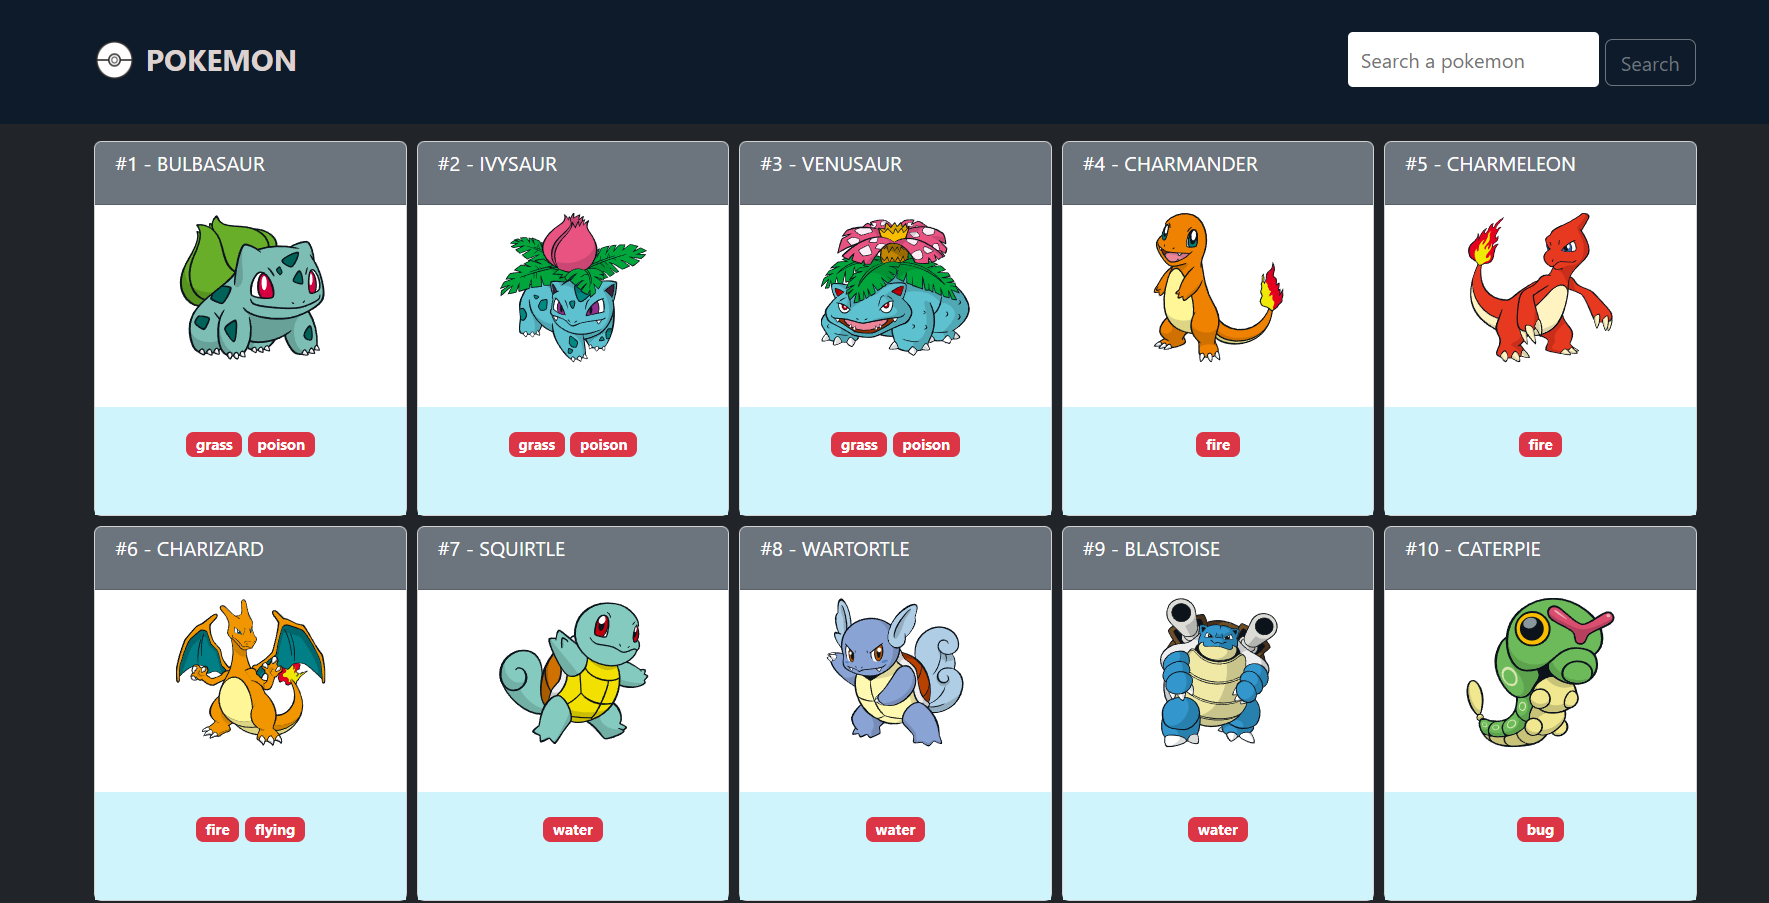 POKEMON
Search a pokemon
Search
#1 - BULBASAUR
#2 - IVYSAUR
#3 - VENUSAUR
#4 - CHARMANDER
#5 - CHARMELEON
grass poison
grass poison
grass poison
fire
fire
#6 - CHARIZARD
#7 - SQUIRTLE
#8 - WARTORTLE
#9 - BLASTOISE
#10 - CATERPIE
fire flying
water
water
water
bug